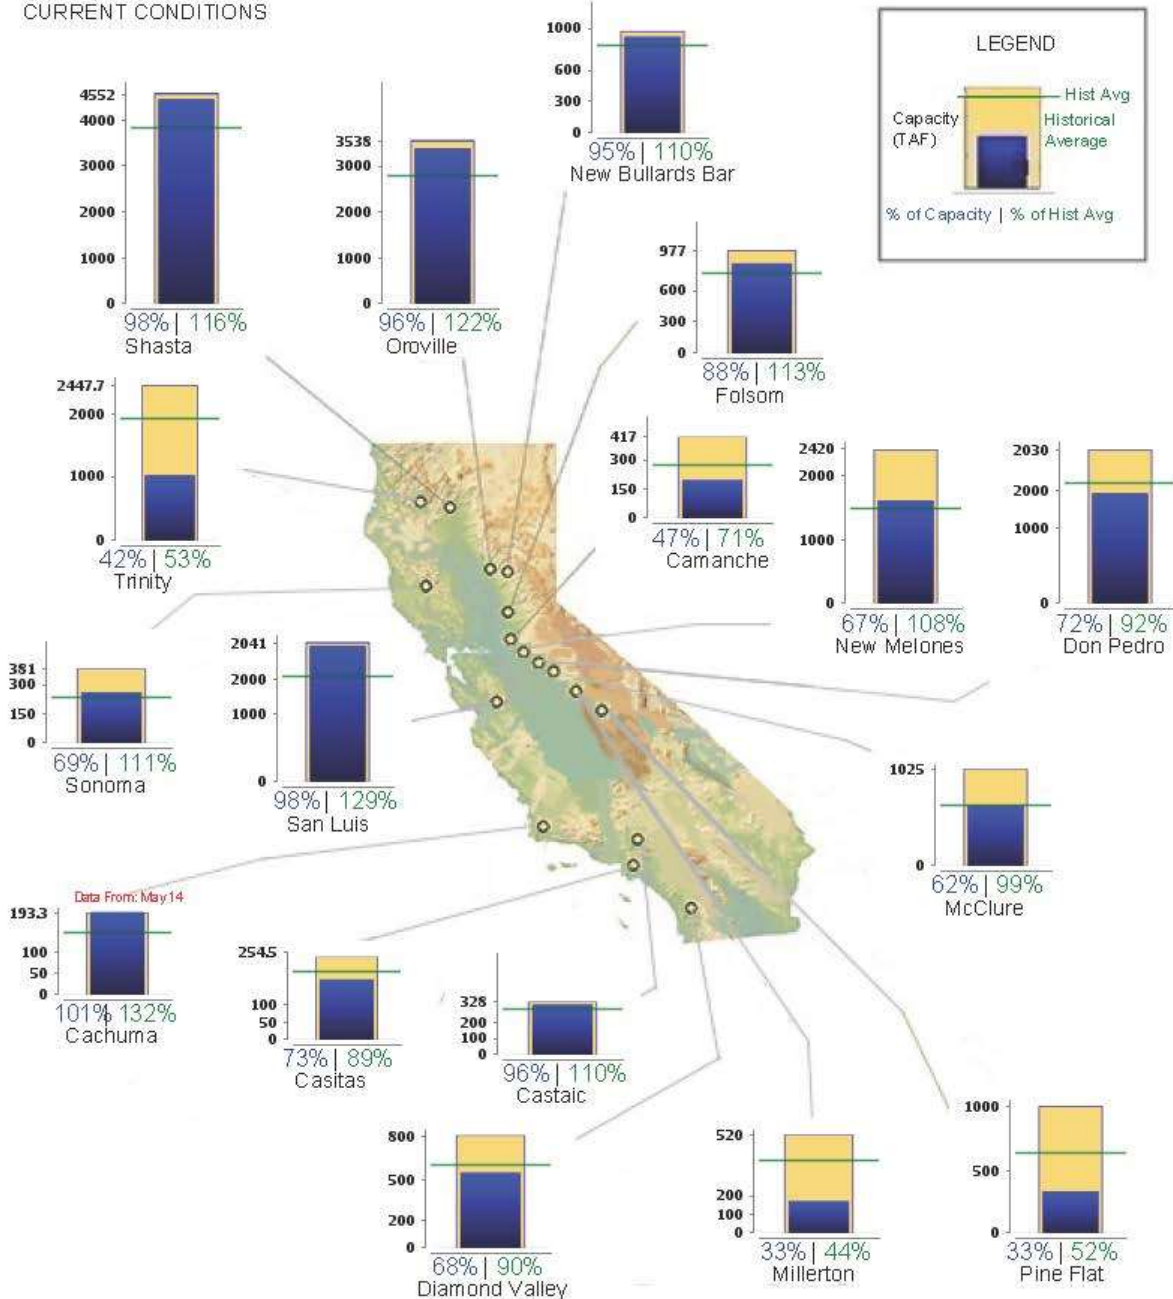 CURRENT CONDITIONS
4552
4000
3000
2000
1000
0
98% | 116%
Shasta
3538
3000
2000
1000
0
96% | 122%
Oroville
1000
600
300
0
95% | 110%
New Bullards Bar
LEGEND
Hist Avg
Capacity
(TAF)
Historical
Average
% of Capacity | % of Hist Avg
977
600
300
0
88% | 113%
Folsom
2447.7
2000
1000
0
42% | 53%
Trinity
417
300
150
0
47% | 71%
Camanche
2420
2000
1000
0
67% | 108%
New Melones
2030
2000
1000
0
72% | 92%
Don Pedro
381
300
150
0
69% | 111%
Sonoma
2041
2000
1000
0
98% | 129%
San Luis
1025
0
62% | 99%
McClure
Data From: May 14
193.3
100
50
0
101% | 132%
Cachuma
254.5
100
50
0
73% | 89%
Casitas
328
200
100
0
96% | 110%
Castaic
800
500
200
0
68% | 90%
Diamond Valley
520
200
100
0
33% | 44%
Millerton
1000
500
0
33% | 52%
Pine Flat